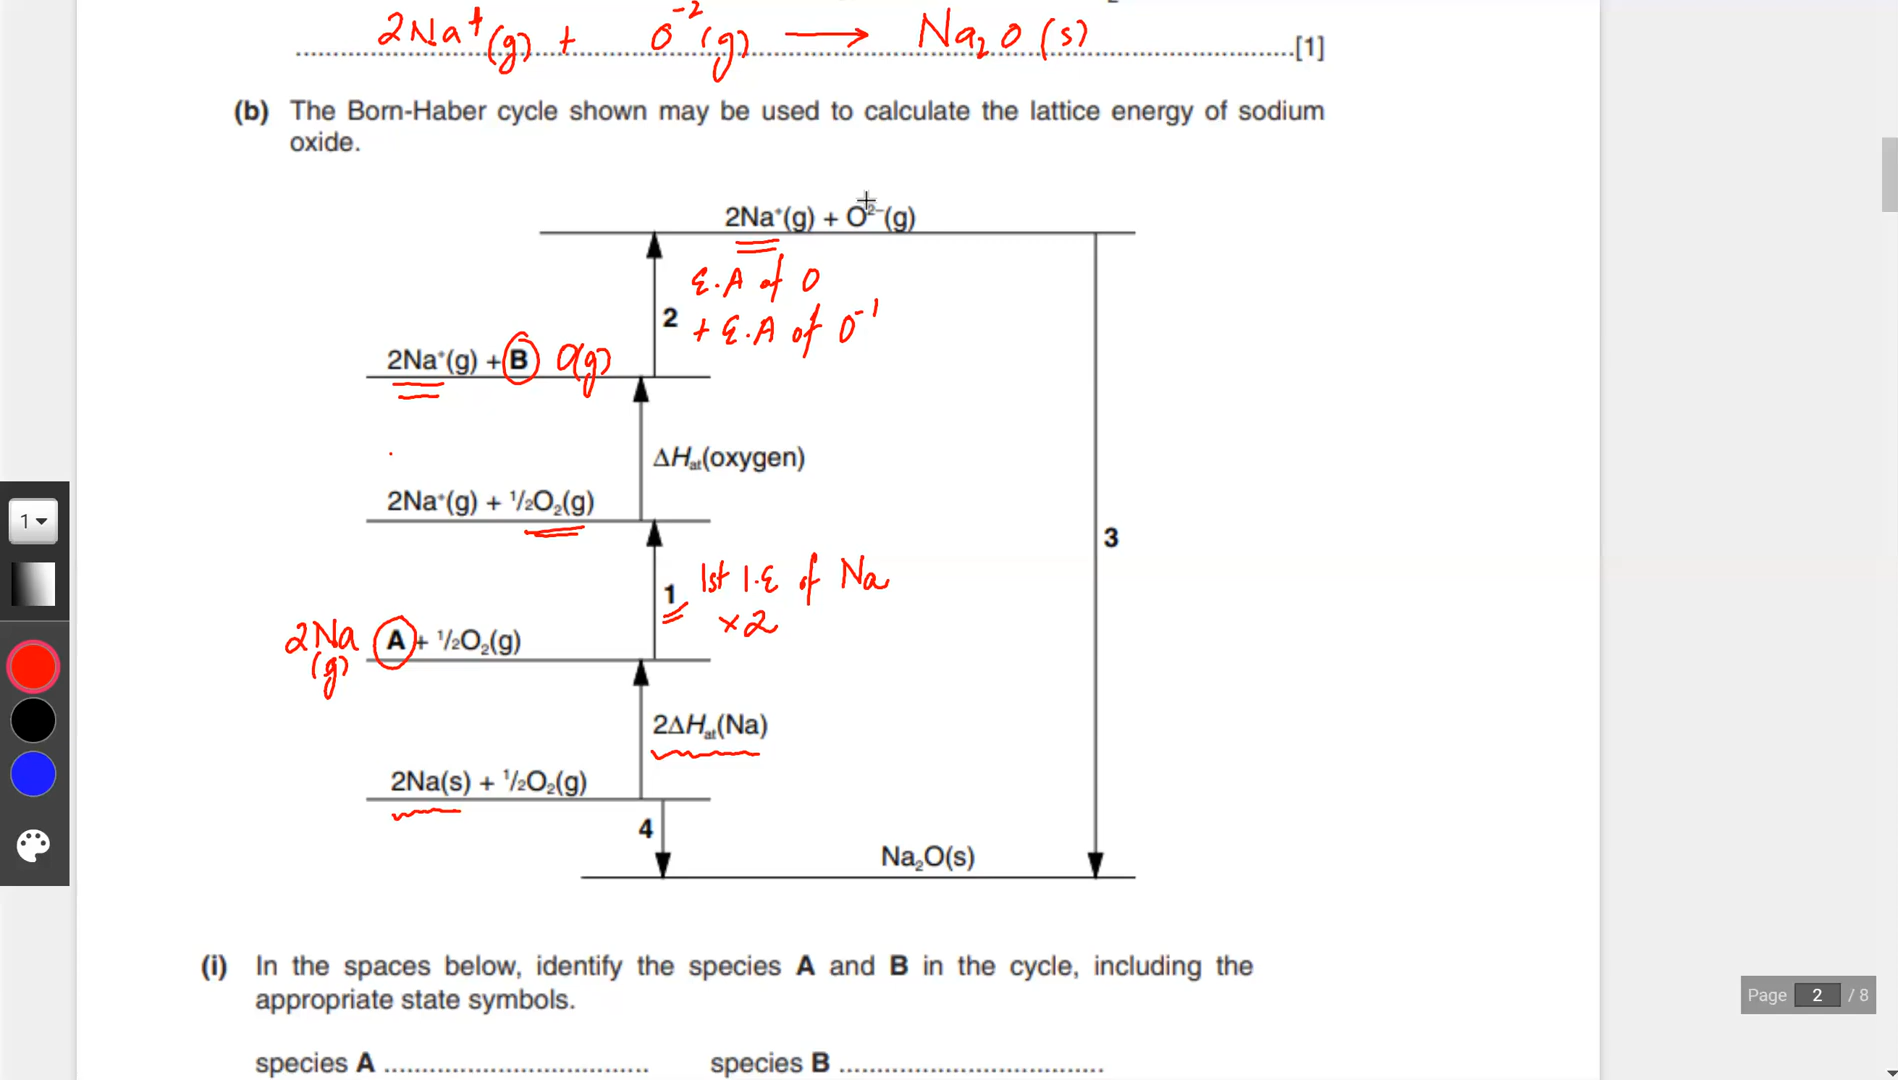 2Na⁺(g) + O⁻²(g) ⟶ Na₂O (s)
[1]
(b) The Born-Haber cycle shown may be used to calculate the lattice energy of sodium
oxide.
2Na⁺(g) + O²⁻(g)
E.A of O
2 + E.A of O⁻¹
2Na⁺(g) + B O(g)
ΔHₐₜ(oxygen)
2Na⁺(g) + ½O₂(g)
3
1 1st I.E of Na
×2
2Na (g) A + ½O₂(g)
2ΔHₐₜ(Na)
2Na(s) + ½O₂(g)
4
Na₂O(s)
(i) In the spaces below, identify the species A and B in the cycle, including the
appropriate state symbols.
species A .................................... species B ....................................
1
Page 2 / 8